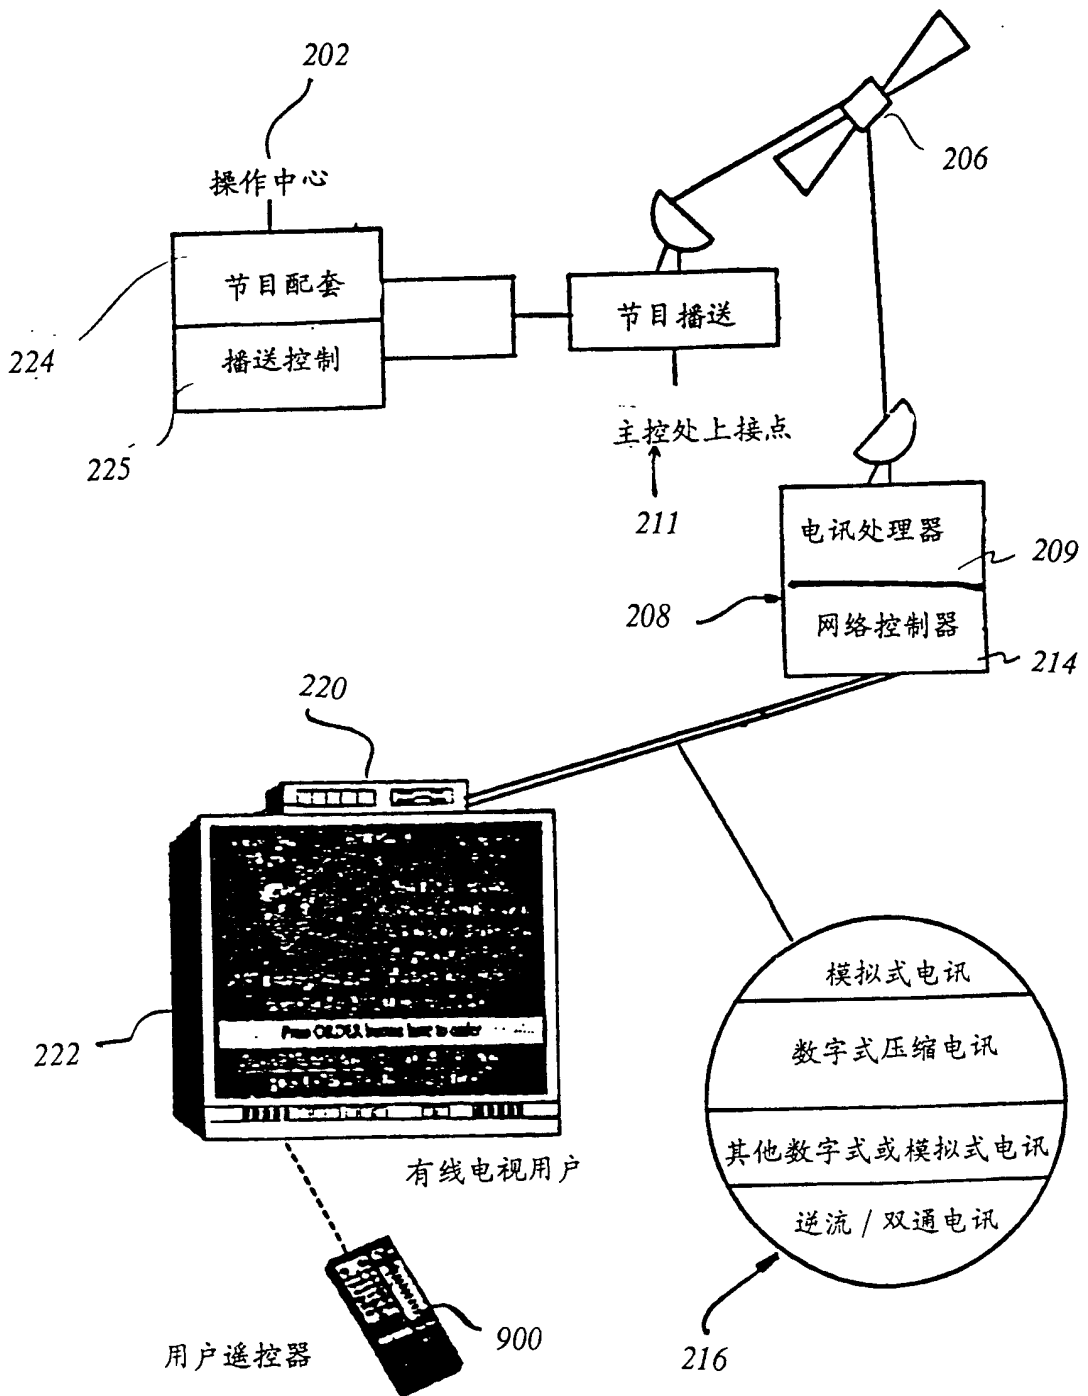 202
操作中心
206
节目配套
节目播送
224
播送控制
225
主控处上接点
211
电讯处理器
209
208
网络控制器
214
220
模拟式电讯
数字式压缩电讯
222
其他数字式或模拟式电讯
有线电视用户
逆流/双通电讯
900
用户遥控器
216